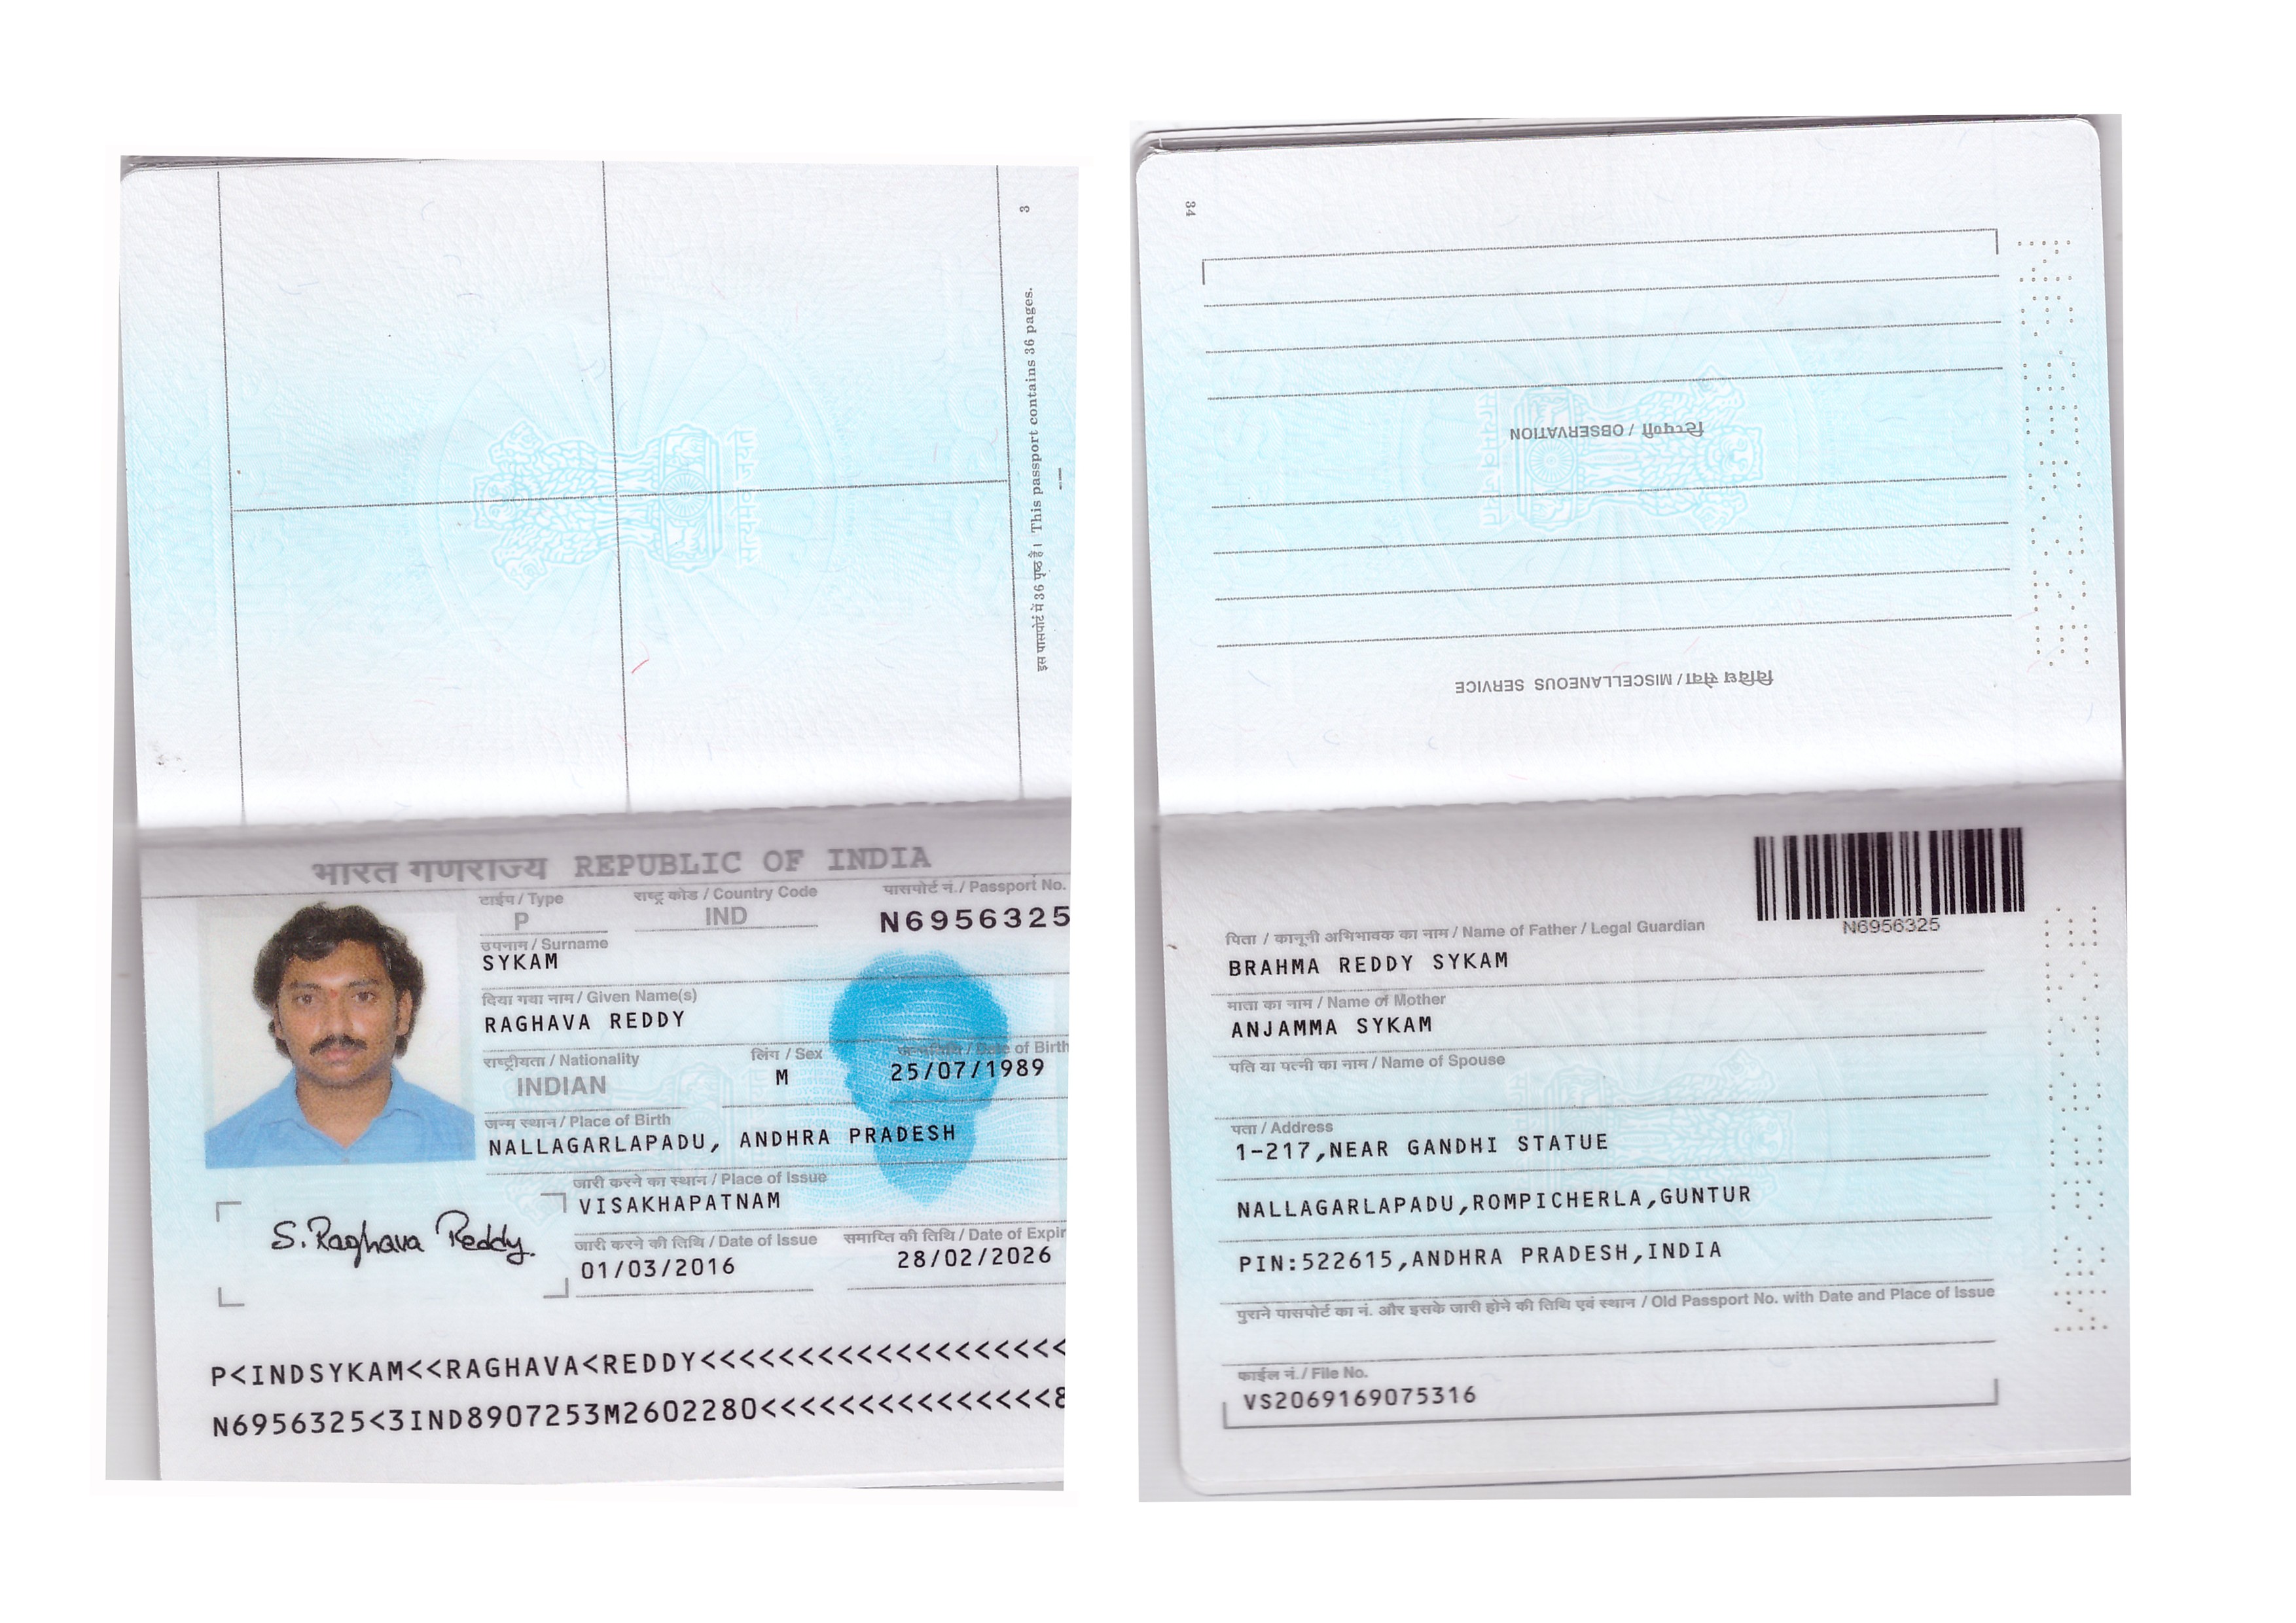 3
इस पासपोर्ट में 36 पृष्ठ हैं। This passport contains 36 pages.
सत्यमेव जयते
भारत गणराज्य REPUBLIC OF INDIA
टाईप / Type
राष्ट्र कोड / Country Code
पासपोर्ट नं. / Passport No.
P
IND
N6956325
उपनाम / Surname
SYKAM
दिया गया नाम / Given Name(s)
RAGHAVA REDDY
राष्ट्रीयता / Nationality
लिंग / Sex
जन्मतिथि / Date of Birth
INDIAN
M
25/07/1989
जन्म स्थान / Place of Birth
NALLAGARLAPADU, ANDHRA PRADESH
जारी करने का स्थान / Place of Issue
VISAKHAPATNAM
S. Raghava Reddy.
जारी करने की तिथि / Date of Issue
समाप्ति की तिथि / Date of Expir
01/03/2016
28/02/2026
P<INDSYKAM<<RAGHAVA<REDDY<<<<<<<<<<<<<<<<<<<
N6956325<3IND8907253M2602280<<<<<<<<<<<<<<<8
34
टिप्पणी / OBSERVATION
विविध सेवा / MISCELLANEOUS SERVICE
N6956325
पिता / कानूनी अभिभावक का नाम / Name of Father / Legal Guardian
BRAHMA REDDY SYKAM
माता का नाम / Name of Mother
ANJAMMA SYKAM
पति या पत्नी का नाम / Name of Spouse
पता / Address
1-217,NEAR GANDHI STATUE
NALLAGARLAPADU,ROMPICHERLA,GUNTUR
PIN:522615,ANDHRA PRADESH,INDIA
पुराने पासपोर्ट का नं. और इसके जारी होने की तिथि एवं स्थान / Old Passport No. with Date and Place of Issue
फाईल नं. / File No.
VS2069169075316